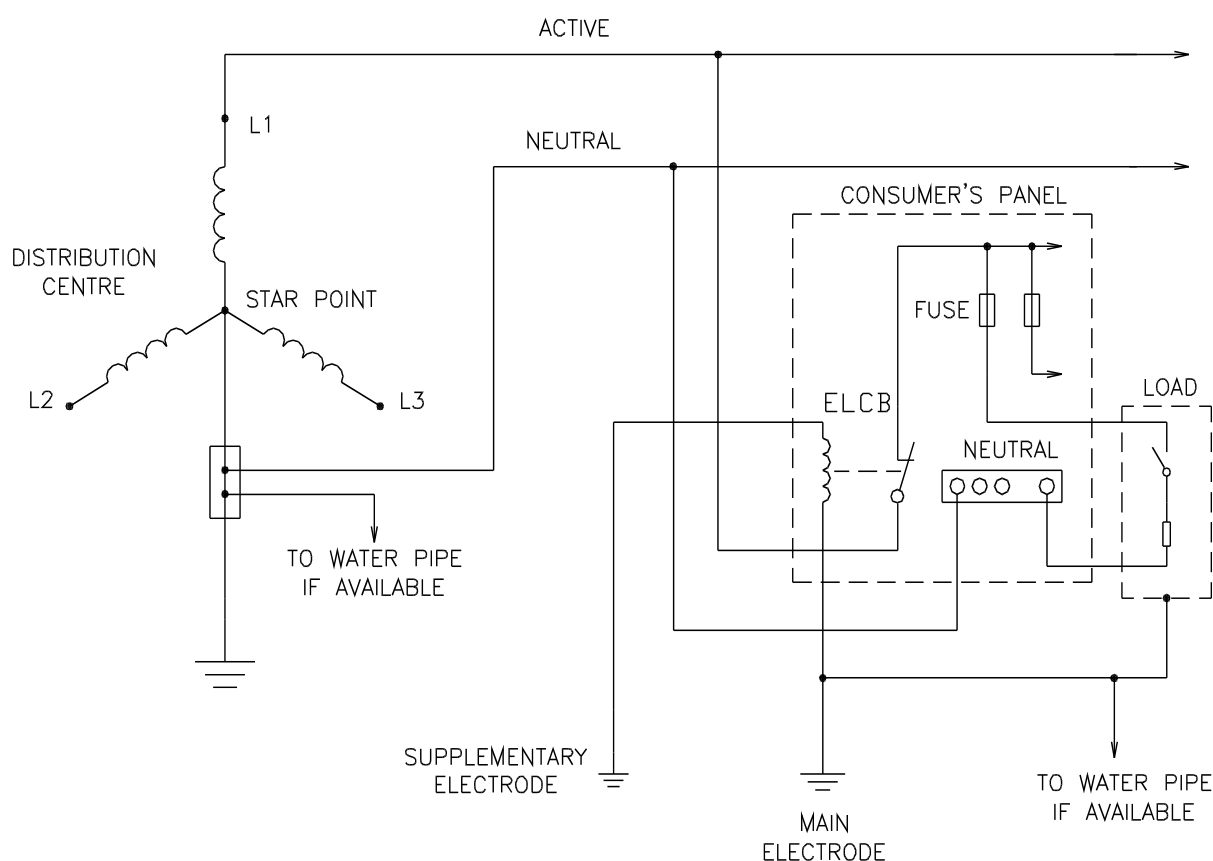 ACTIVE
L1
NEUTRAL
CONSUMER'S PANEL
DISTRIBUTION
CENTRE
STAR POINT
FUSE
L2
L3
ELCB
LOAD
NEUTRAL
TO WATER PIPE
IF AVAILABLE
SUPPLEMENTARY
ELECTRODE
MAIN
ELECTRODE
TO WATER PIPE
IF AVAILABLE